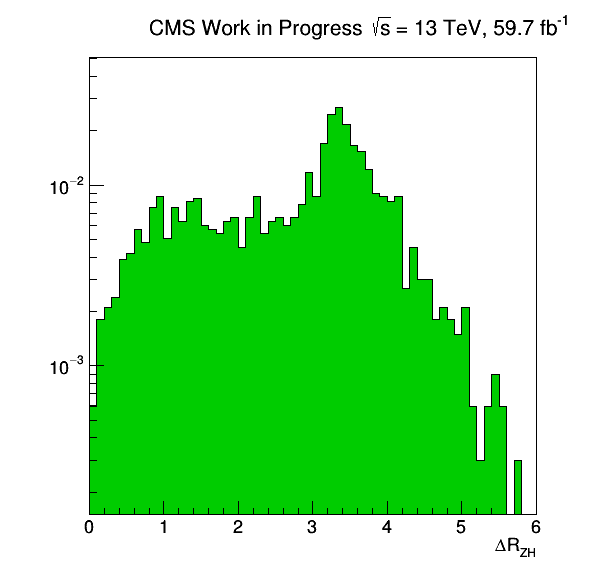 CMS Work in Progress √s = 13 TeV, 59.7 fb⁻¹
10⁻²
10⁻³
0 1 2 3 4 5 6
ΔR_ZH